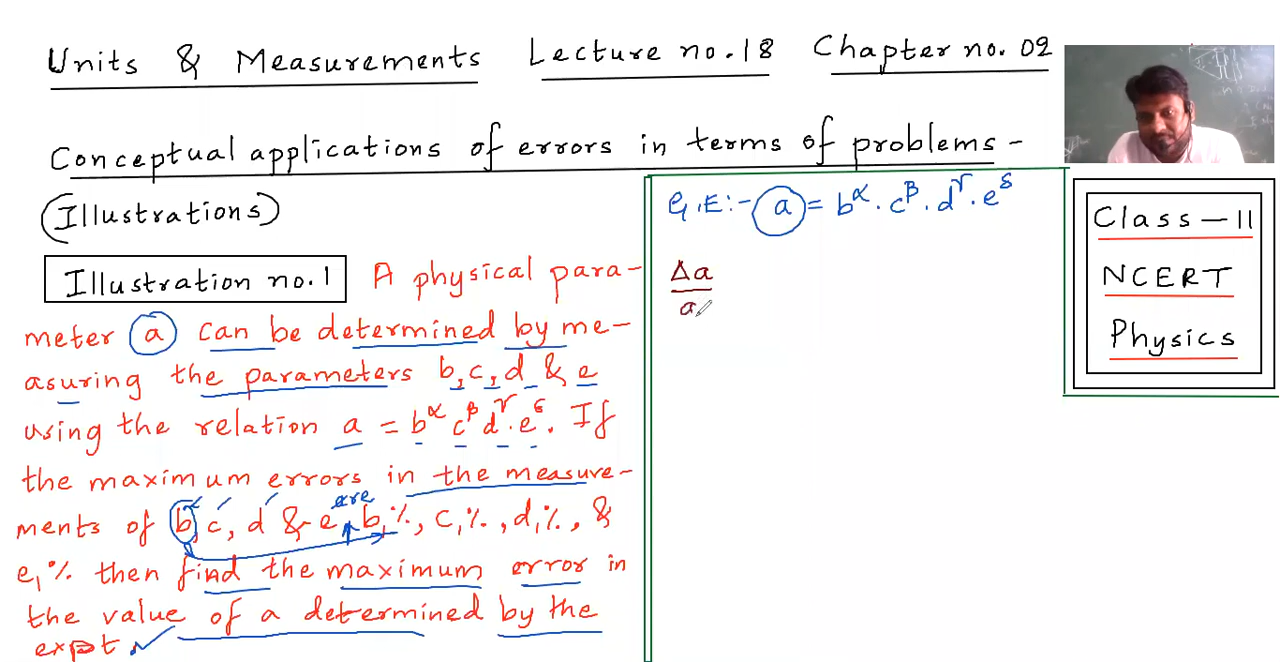 Units & Measurements Lecture no.18 Chapter no. 02
Conceptual applications of errors in terms of problems -
(Illustrations)
Illustration no.1 A physical para-
meter a can be determined by me-
asuring the parameters b, c, d & e
using the relation a = b^α c^β d^γ . e^δ. If
the maximum errors in the measure-
ments of b, c, d & e are b₁%, c₁%, d₁%, &
e₁% then find the maximum error in
the value of a determined by the
expt
G.E:- a = b^α . c^β . d^γ . e^δ
Δa
a
Class - 11
NCERT
Physics